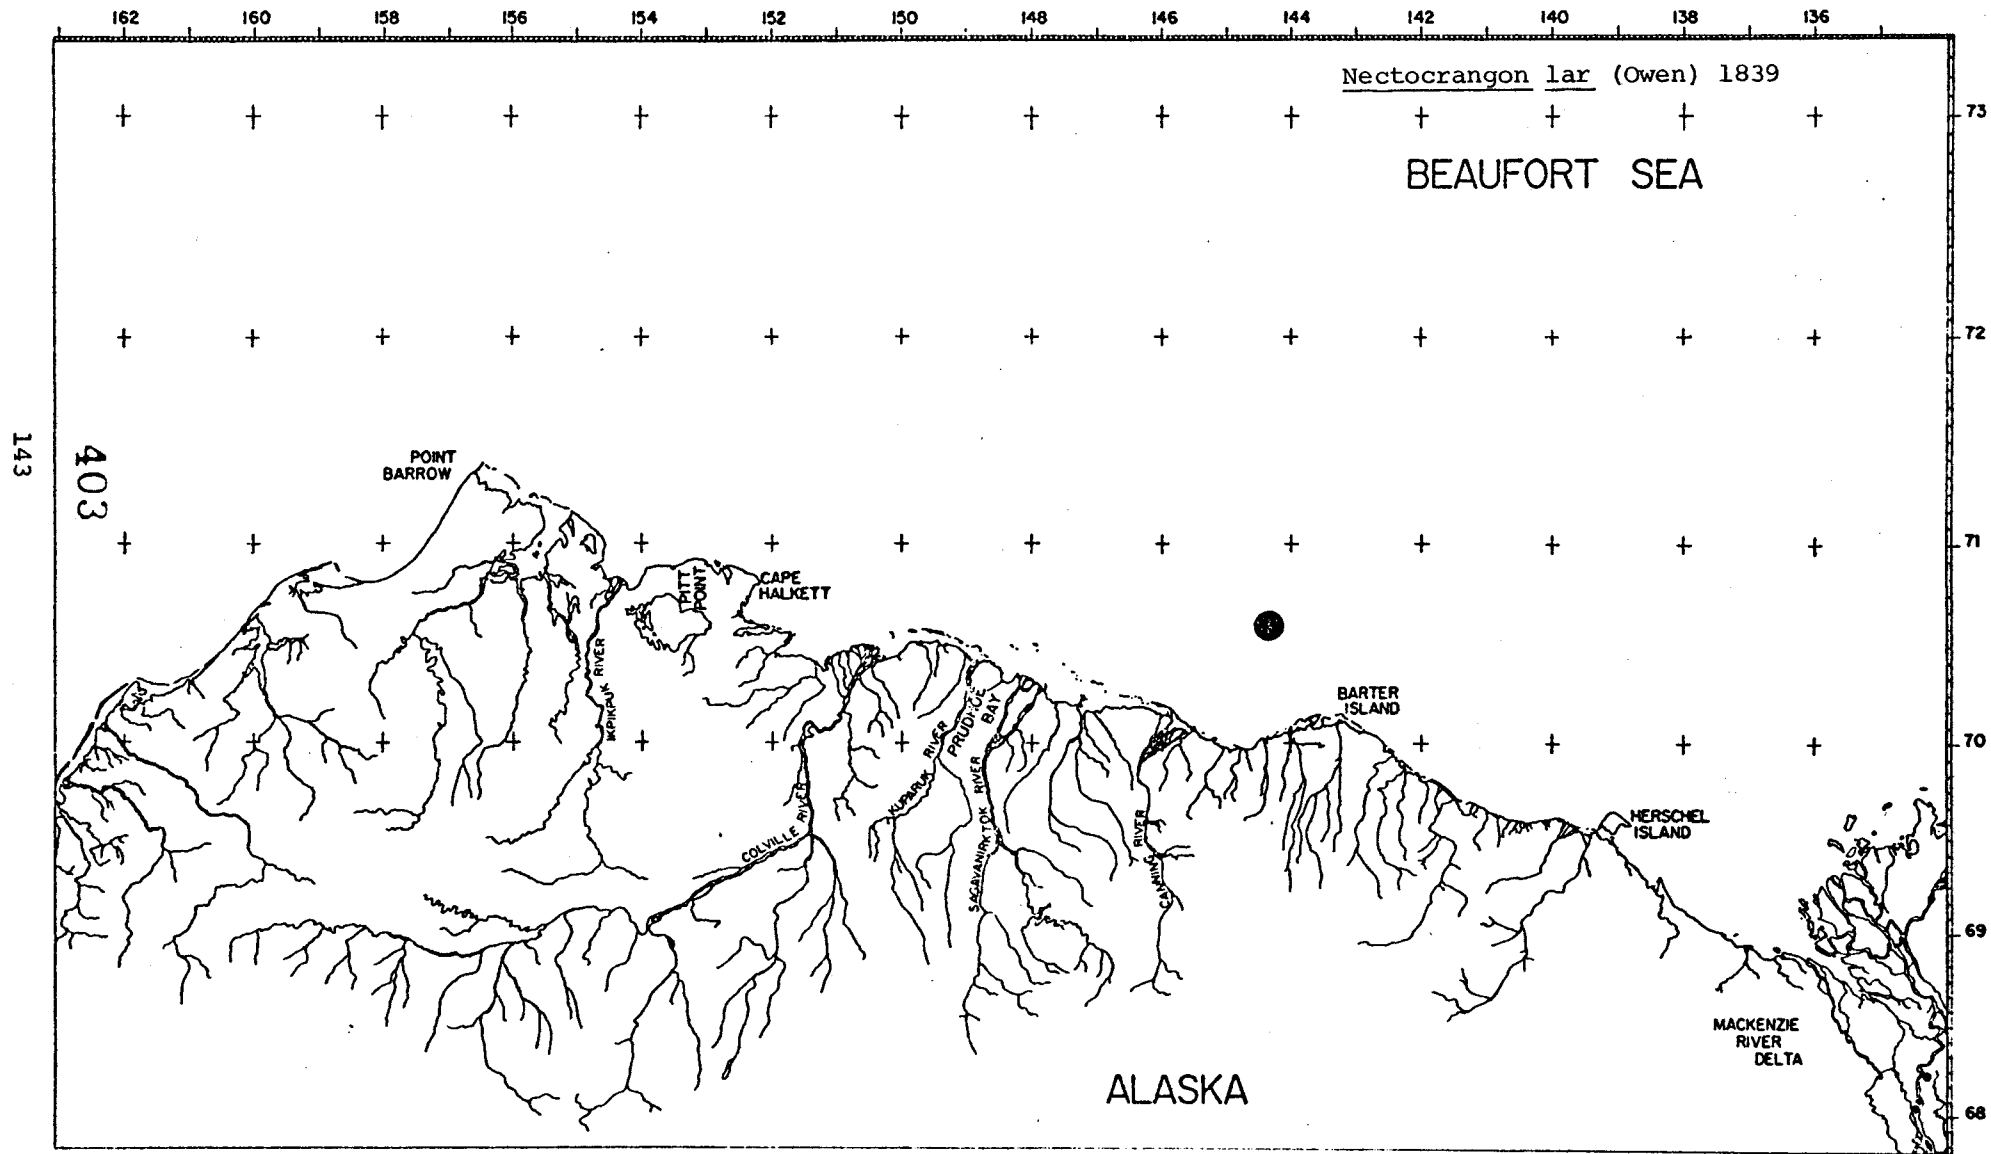 162 160 158 156 154 152 150 148 146 144 142 140 138 136
Nectocrangon lar (Owen) 1839
73
BEAUFORT SEA
72
POINT
BARROW
143
403
71
PITT
POINT
CAPE
HALKETT
IKPIKPUK RIVER
BARTER
ISLAND
PRUDHOE
BAY
70
KUPARUK RIVER
COLVILLE RIVER
SAGAVANIRKTOK RIVER
CANNING RIVER
HERSCHEL
ISLAND
69
MACKENZIE
RIVER
DELTA
ALASKA
68